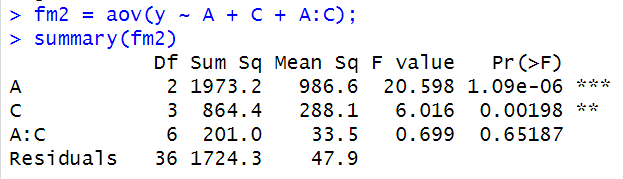 > fm2 = aov(y ~ A + C + A:C);
> summary(fm2)
            Df Sum Sq Mean Sq F value   Pr(>F)
A            2 1973.2   986.6  20.598 1.09e-06 ***
C            3  864.4   288.1   6.016  0.00198 **
A:C          6  201.0    33.5   0.699  0.65187
Residuals   36 1724.3    47.9